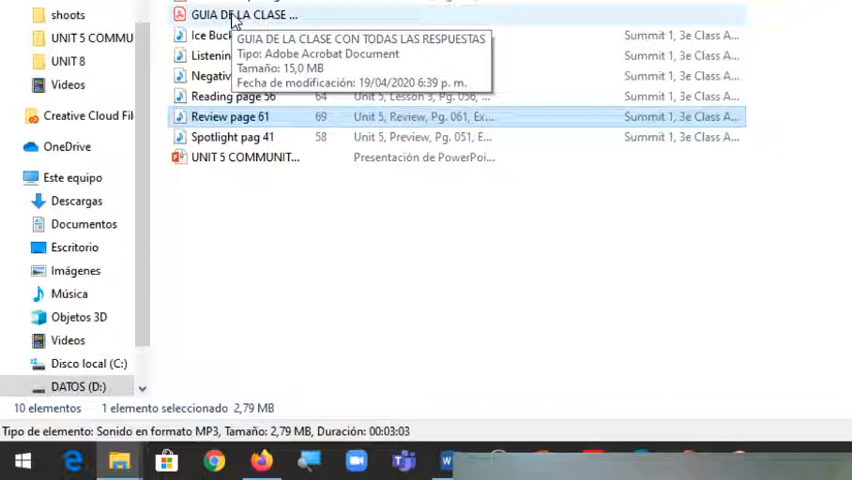 shoots
GUIA DE LA CLASE ...
UNIT 5 COMMU
Ice Buck
Summit 1, 3e Class A...
GUIA DE LA CLASE CON TODAS LAS RESPUESTAS
Tipo: Adobe Acrobat Document
Tamaño: 15,0 MB
Fecha de modificación: 19/04/2020 6:39 p. m.
UNIT 8
Listening
Summit 1, 3e Class A...
Videos
Negativ
Summit 1, 3e Class A...
Reading page 56 64 Unit 5, Lesson 3, Pg. 056, ... Summit 1, 3e Class A...
Creative Cloud Fil
Review page 61 69 Unit 5, Review, Pg. 061, Ex... Summit 1, 3e Class A...
Spotlight pag 41 58 Unit 5, Preview, Pg. 051, E... Summit 1, 3e Class A...
OneDrive
UNIT 5 COMMUNIT... Presentación de PowerPoi...
Este equipo
Descargas
Documentos
Escritorio
Imágenes
Música
Objetos 3D
Videos
Disco local (C:)
DATOS (D:)
10 elementos 1 elemento seleccionado 2,79 MB
Tipo de elemento: Sonido en formato MP3, Tamaño: 2,79 MB, Duración: 00:03:03